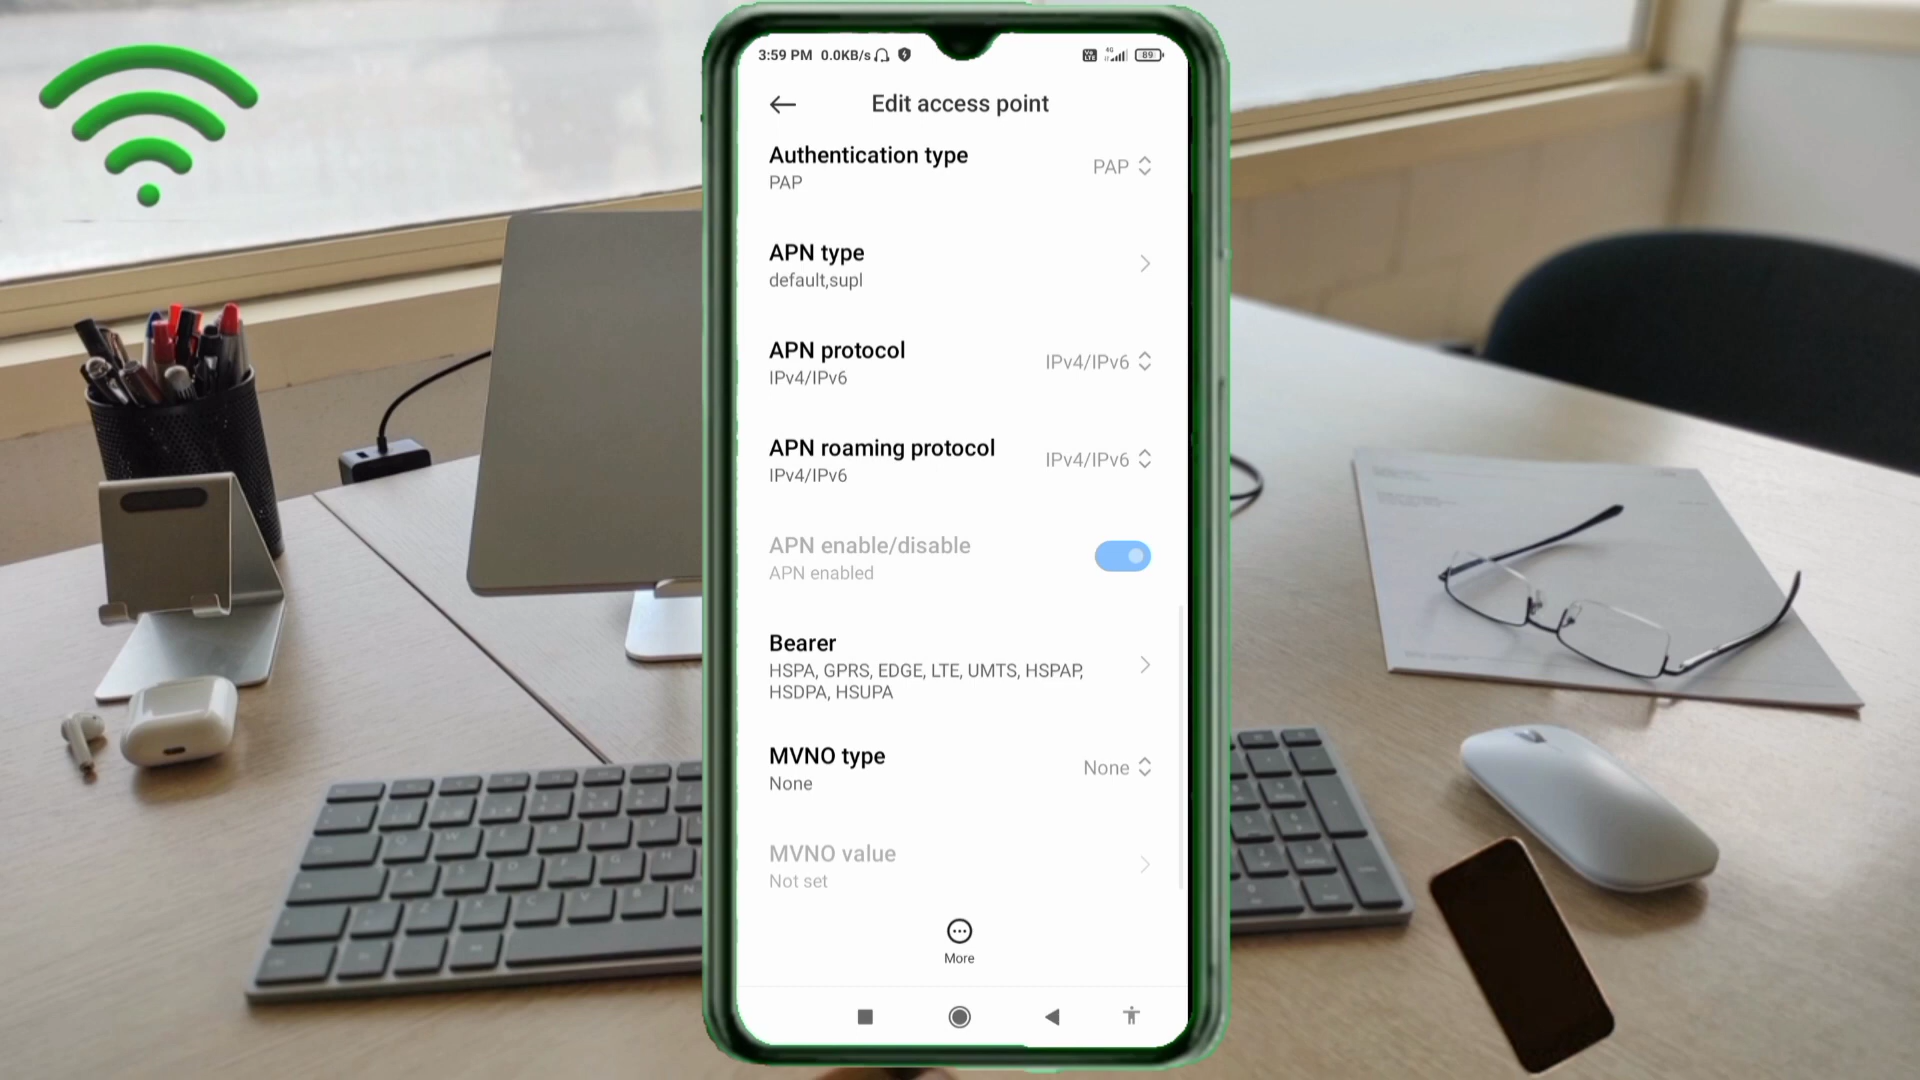 3:59 PM 0.0KB/s
4G
89
Edit access point
Authentication type
PAP
PAP
APN type
default,supl
APN protocol
IPv4/IPv6
IPv4/IPv6
APN roaming protocol
IPv4/IPv6
IPv4/IPv6
APN enable/disable
APN enabled
Bearer
HSPA, GPRS, EDGE, LTE, UMTS, HSPAP,
HSDPA, HSUPA
MVNO type
None
None
MVNO value
Not set
More